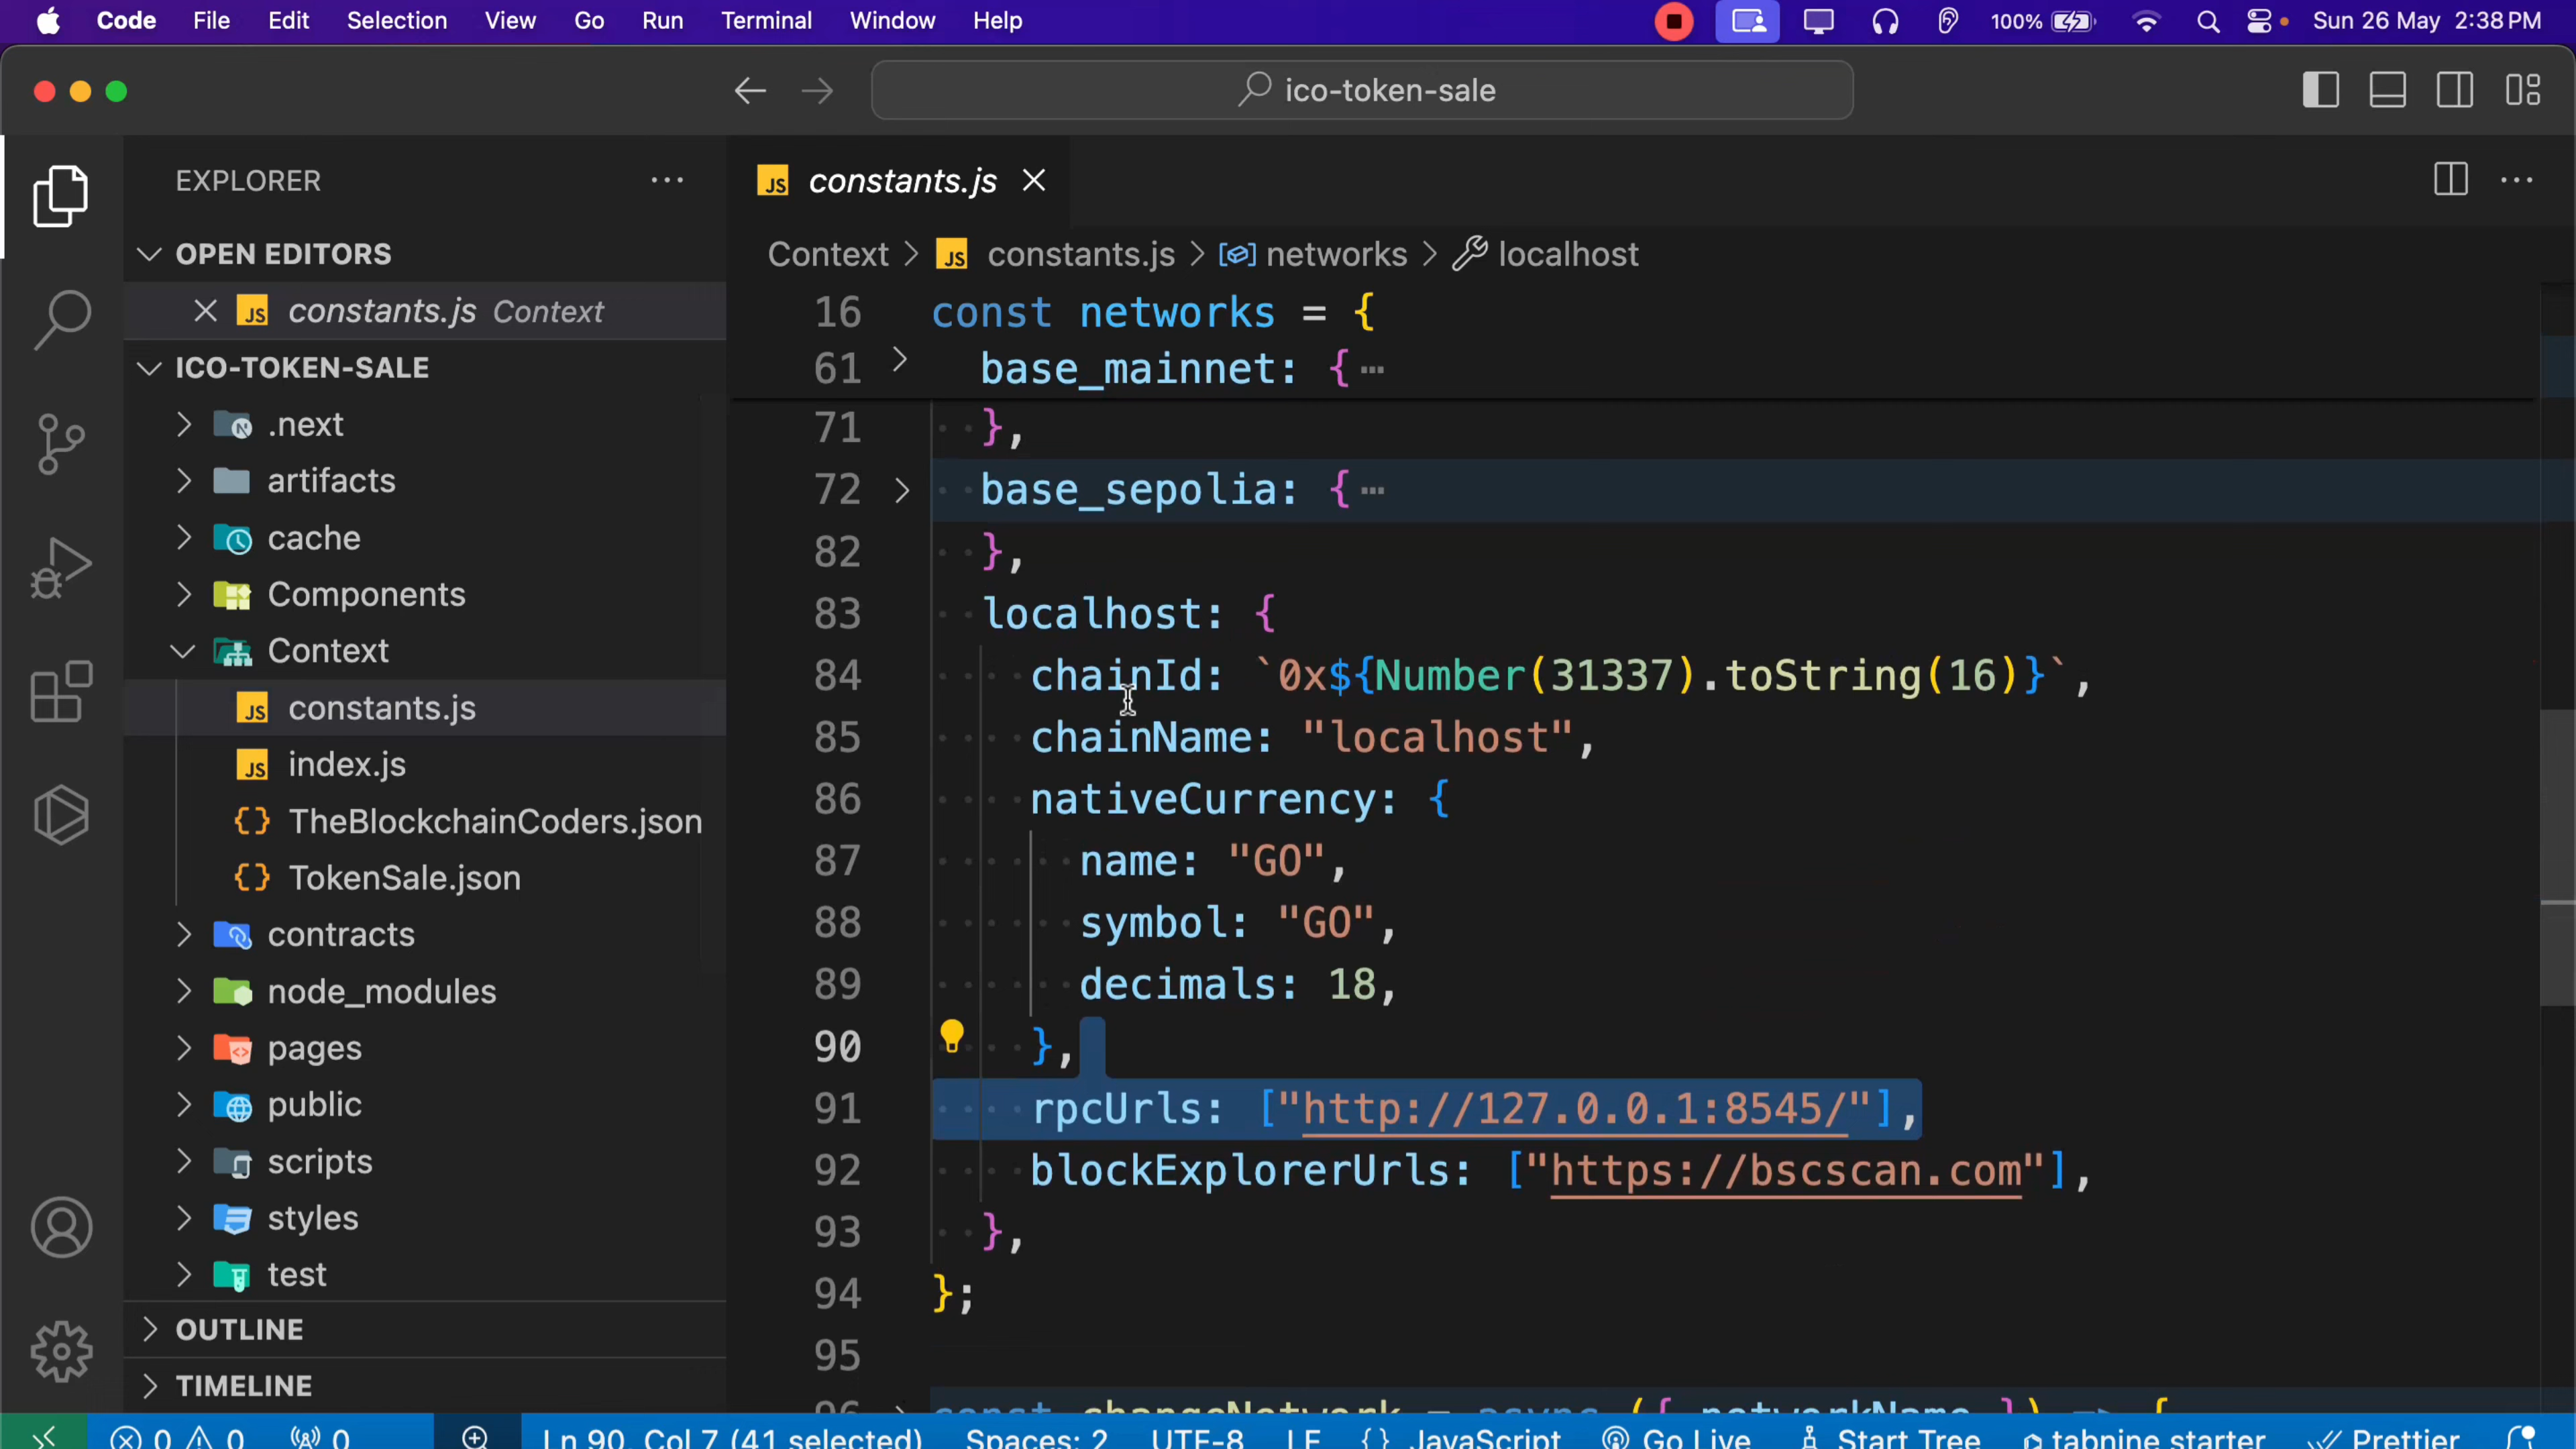 Code File Edit Selection View Go Run Terminal Window Help 100% Sun 26 May 2:38 PM
ico-token-sale
EXPLORER
OPEN EDITORS
constants.js Context
ICO-TOKEN-SALE
.next
artifacts
cache
Components
Context
constants.js
index.js
TheBlockchainCoders.json
TokenSale.json
contracts
node_modules
pages
public
scripts
styles
test
OUTLINE
TIMELINE
constants.js
Context > constants.js > networks > localhost
16 const networks = {
61 base_mainnet: {
71 },
72 base_sepolia: {
82 },
83 localhost: {
84 chainId: `0x${Number(31337).toString(16)}`,
85 chainName: "localhost",
86 nativeCurrency: {
87 name: "GO",
88 symbol: "GO",
89 decimals: 18,
90 },
91 rpcUrls: ["http://127.0.0.1:8545/"],
92 blockExplorerUrls: ["https://bscscan.com"],
93 },
94 };
95
96 const changeNetwork = async ({ networkName }) => {
0 0 0 Ln 90, Col 7 (41 selected) Spaces: 2 UTF-8 LF {} JavaScript Go Live Start Tree tabnine starter Prettier